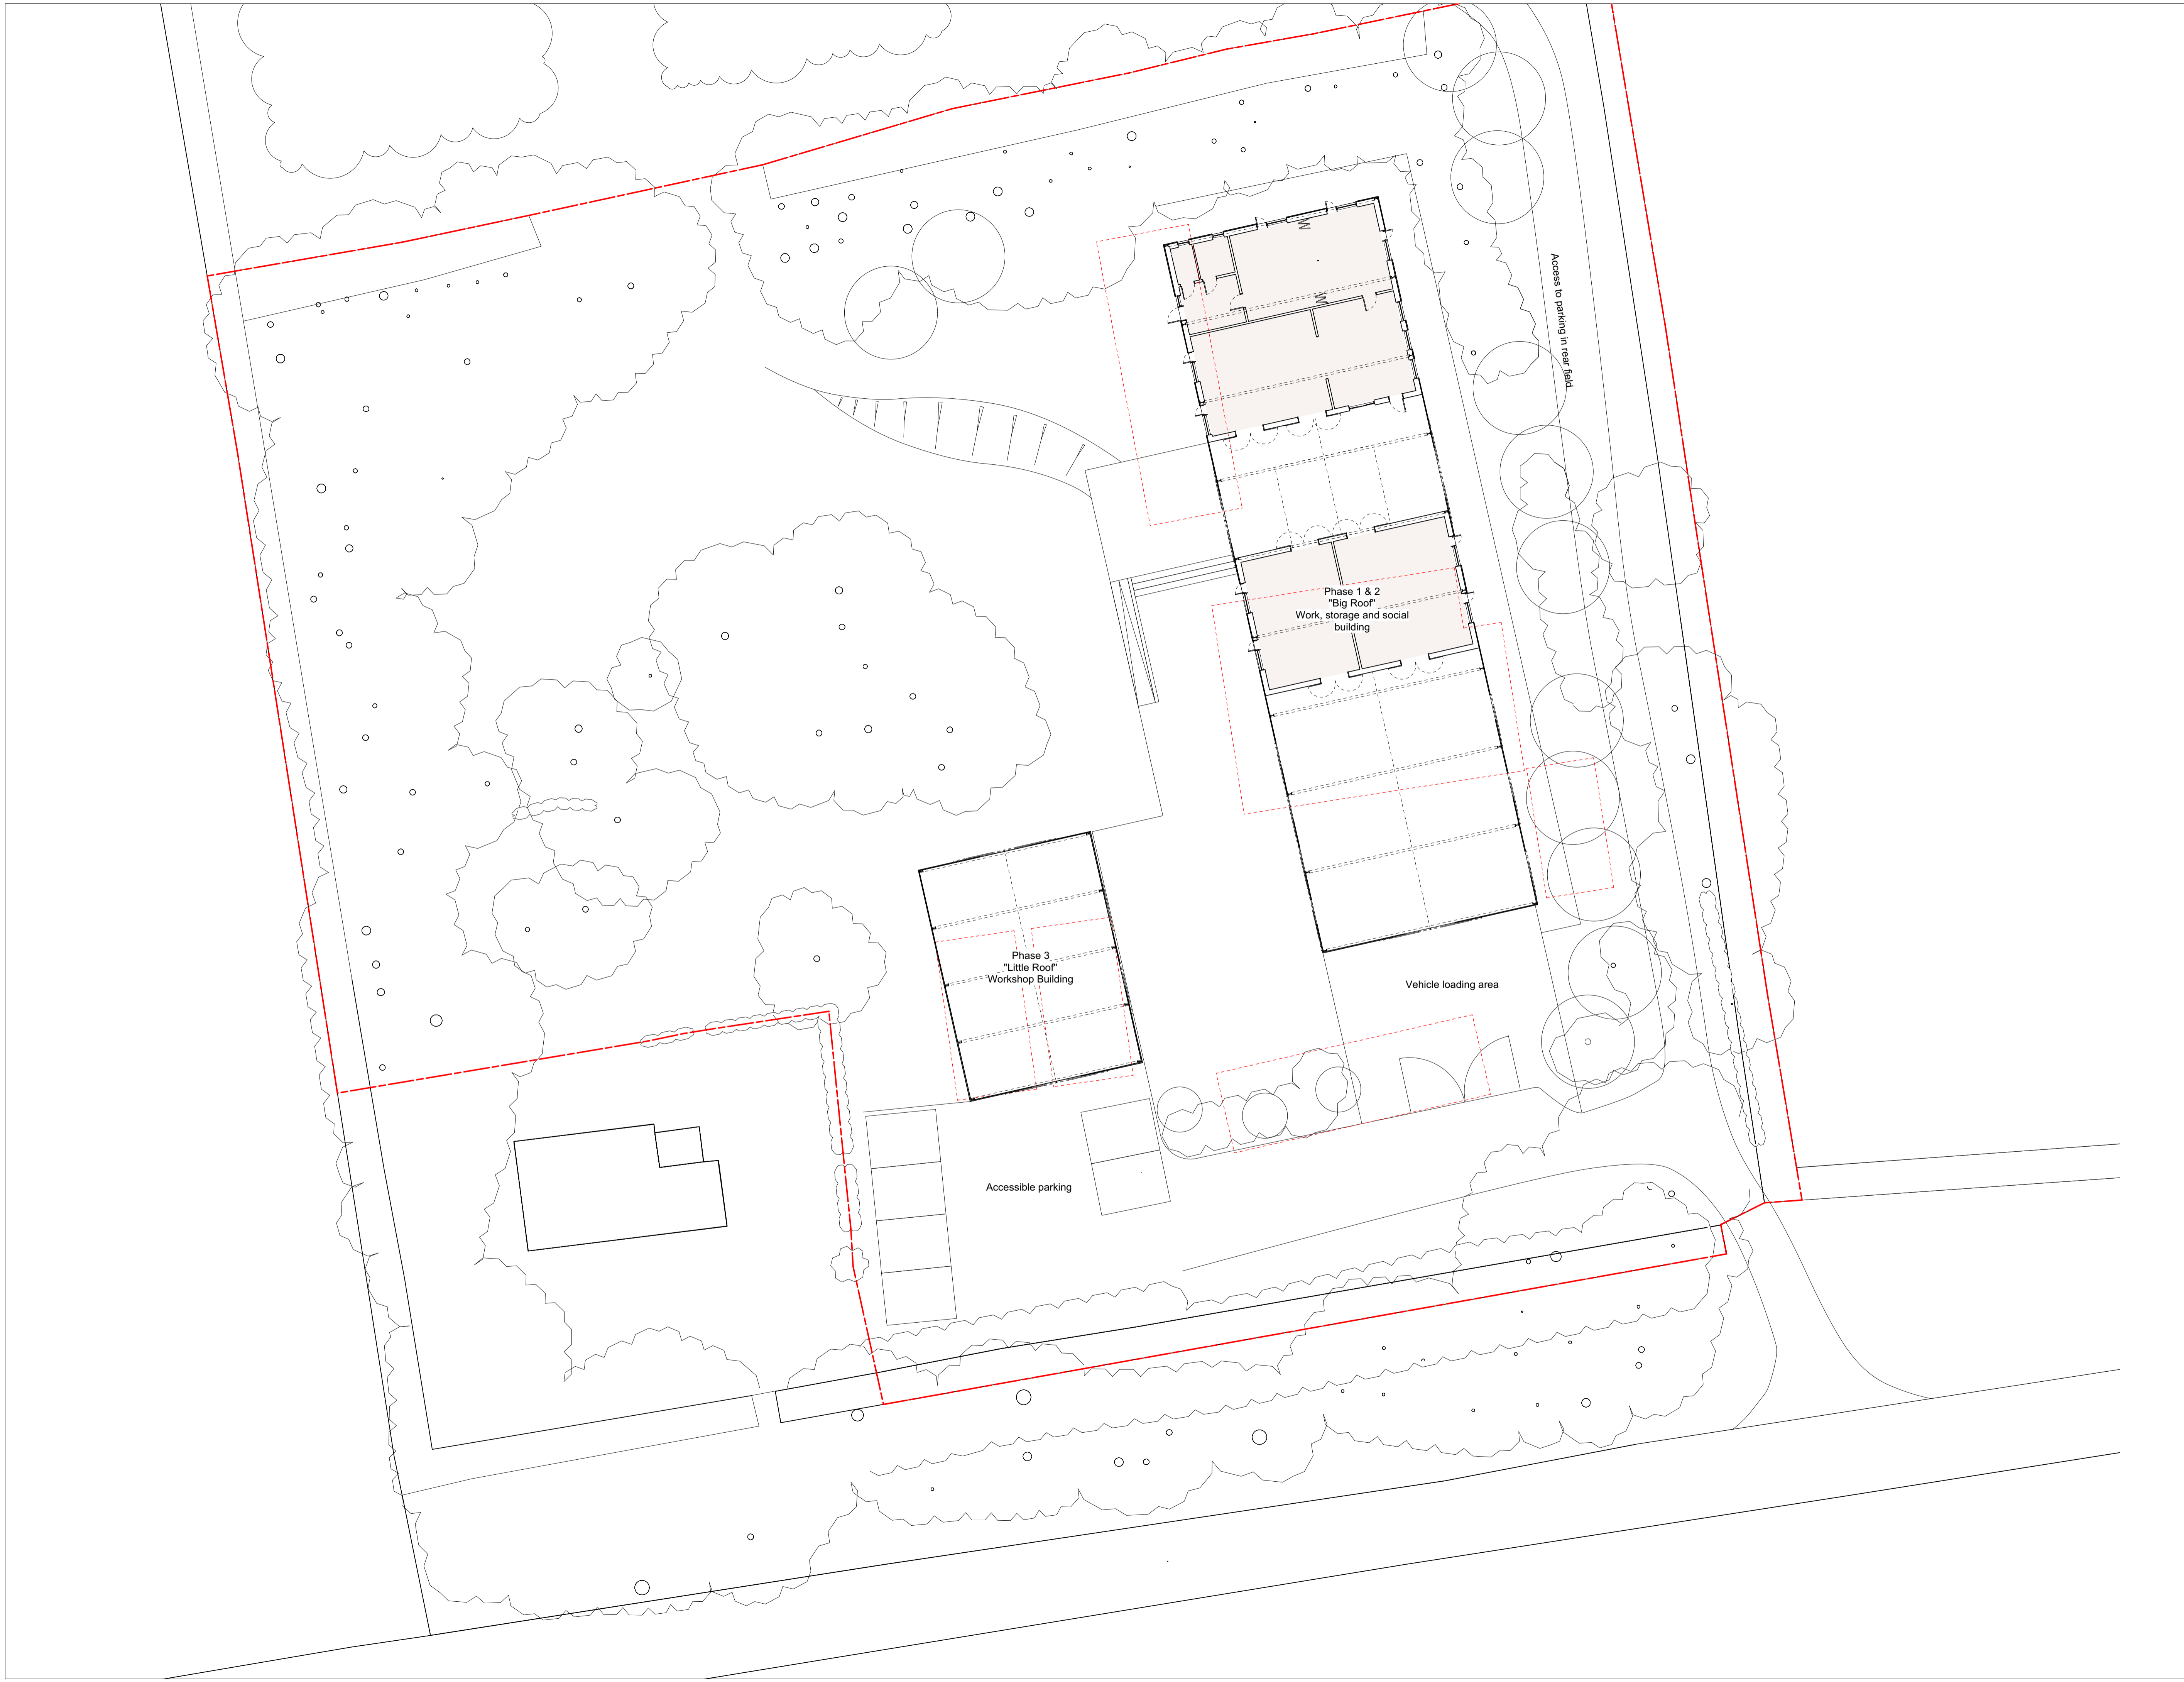 W
Access to parking in rear field
W
Phase 1 & 2
"Big Roof"
Work, storage and social
building
Phase 3
"Little Roof"
Workshop Building
Vehicle loading area
Accessible parking